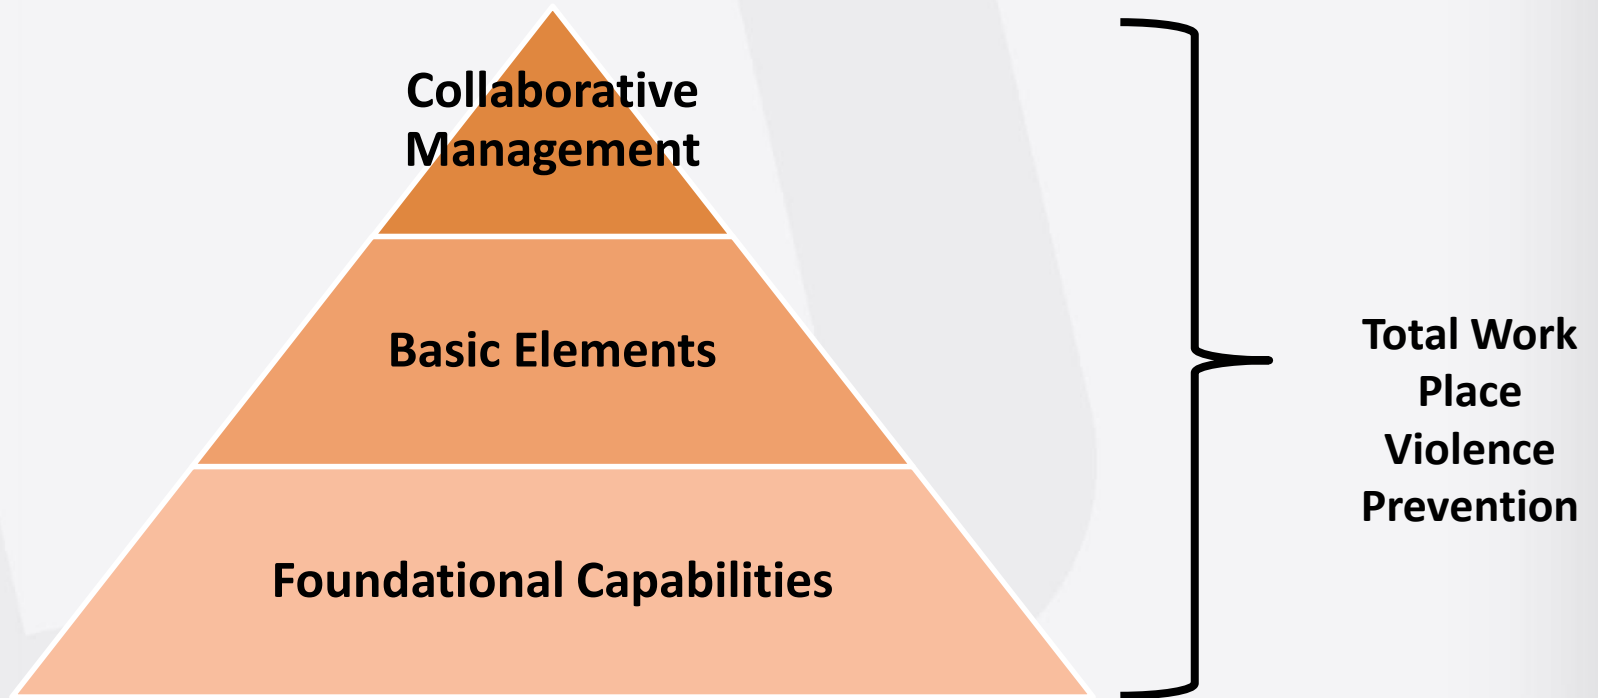 Collaborative
Management
Basic Elements
Foundational Capabilities
Total Work
Place
Violence
Prevention